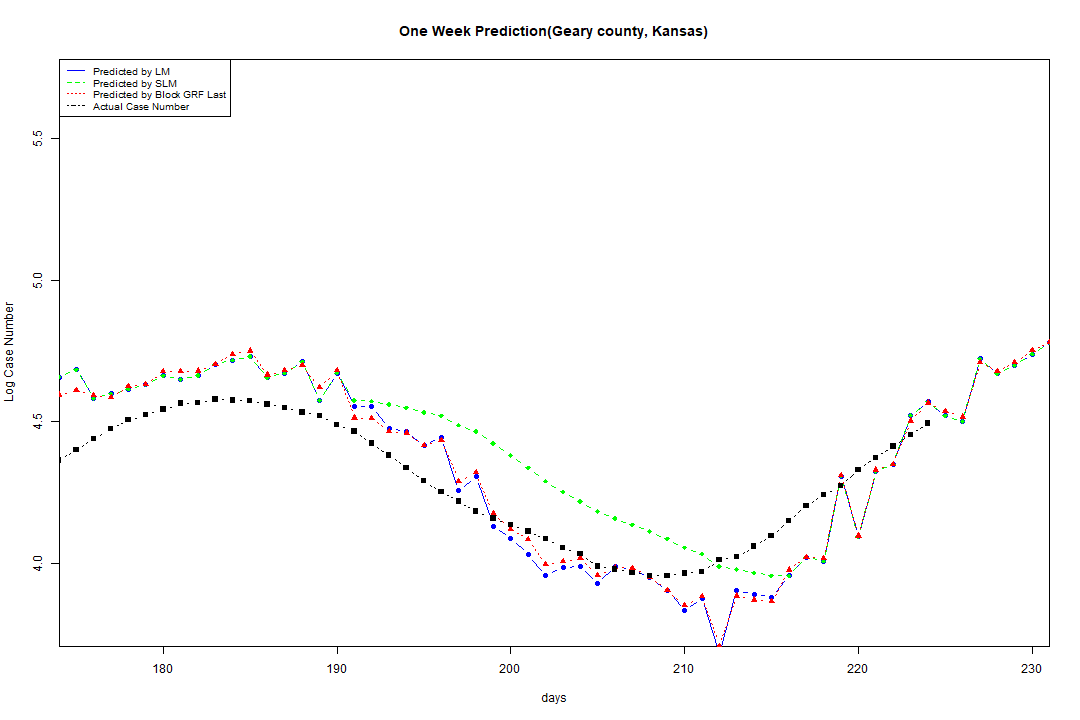 One Week Prediction(Geary county, Kansas)
Predicted by LM
Predicted by SLM
Predicted by Block GRF Last
Actual Case Number
5.5
5.0
4.5
4.0
Log Case Number
180 190 200 210 220 230
days